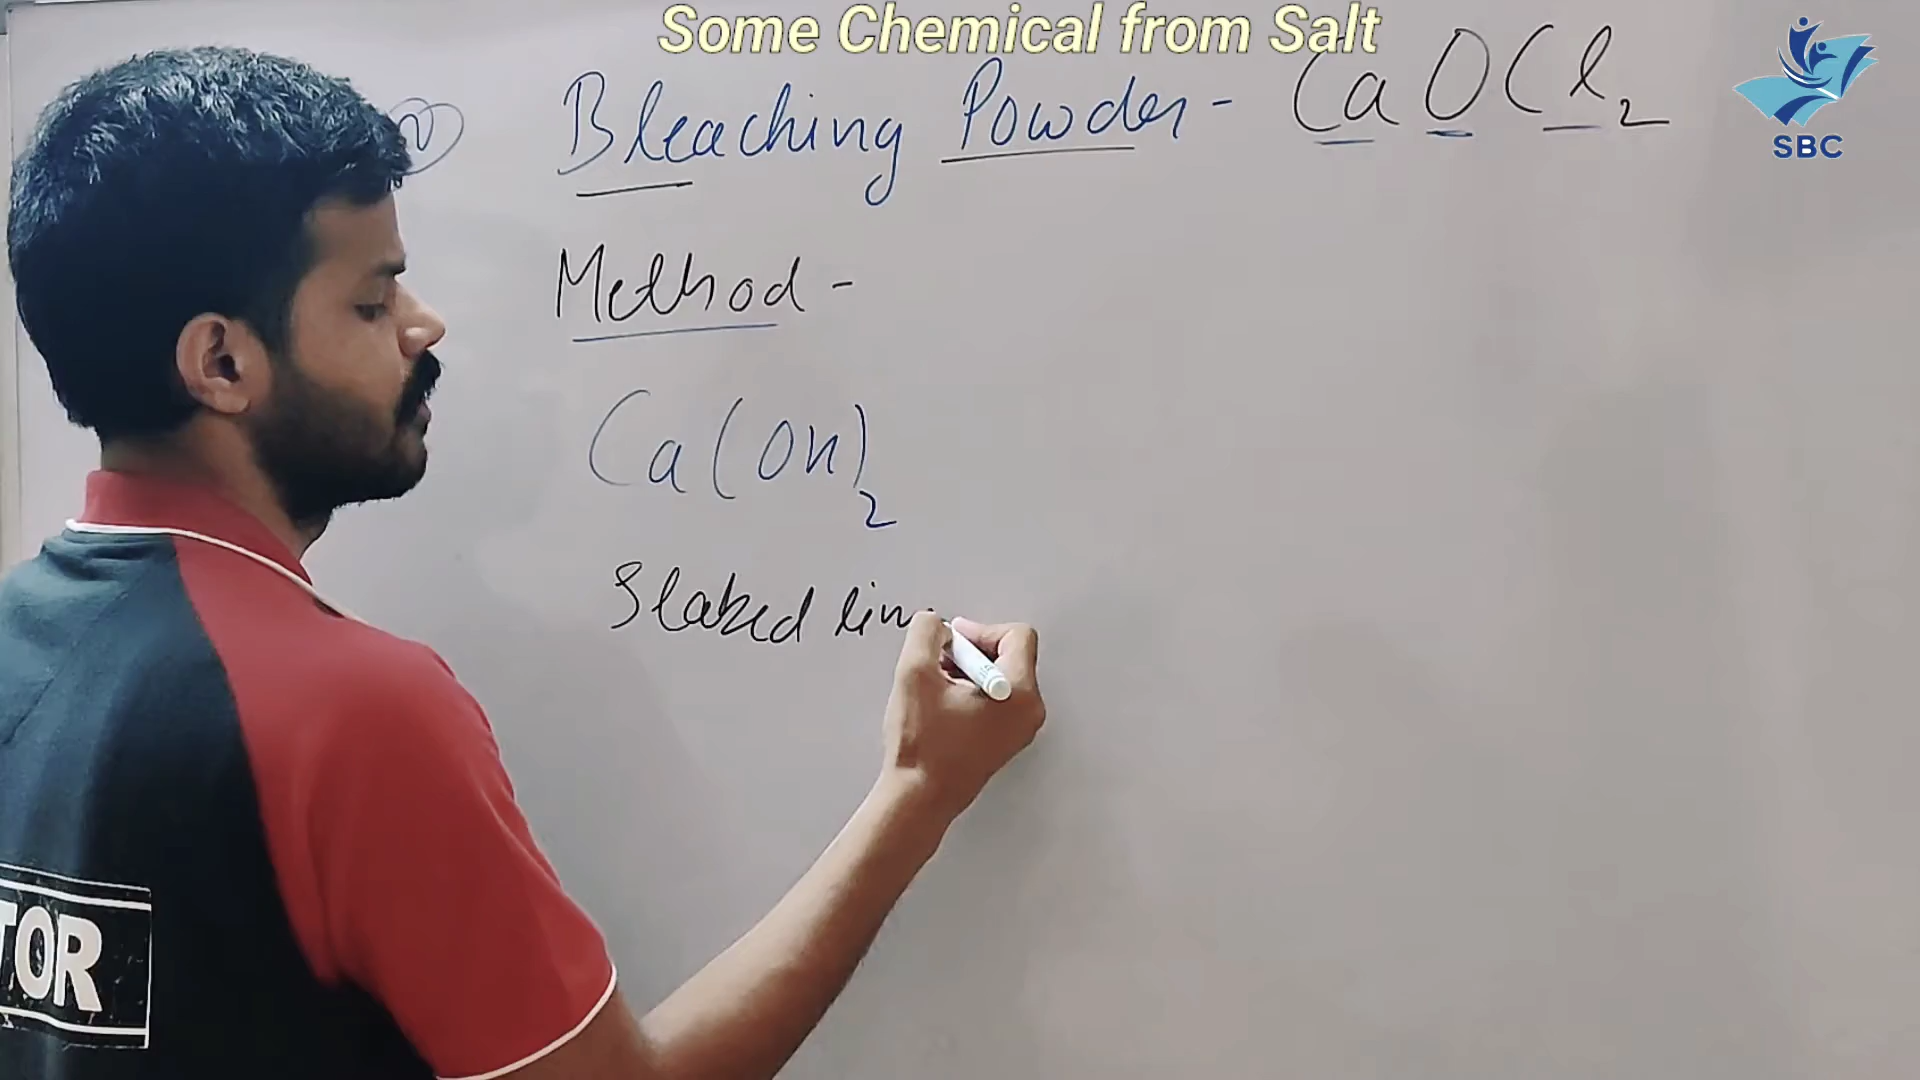 Some Chemical from Salt
Bleaching Powder - CaOCl₂
SBC
Method -
Ca(OH)₂
Slaked lim
TOR